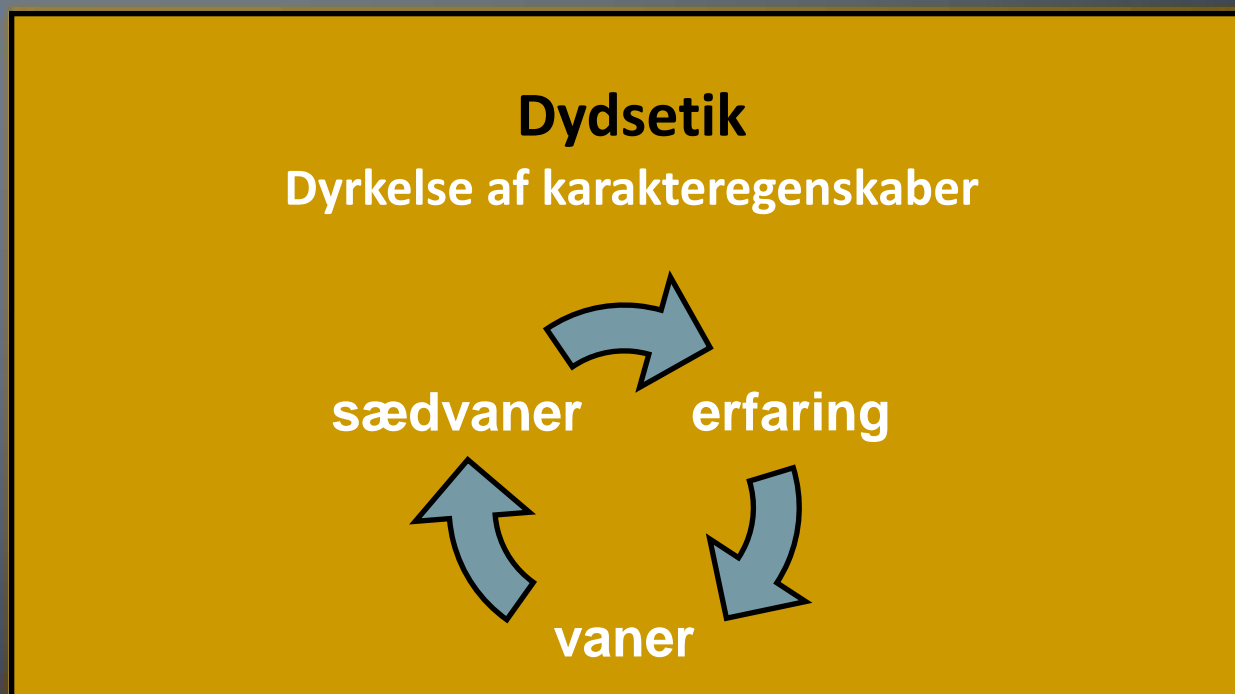 Dydsetik
Dyrkelse af karakteregenskaber
sædvaner erfaring
vaner